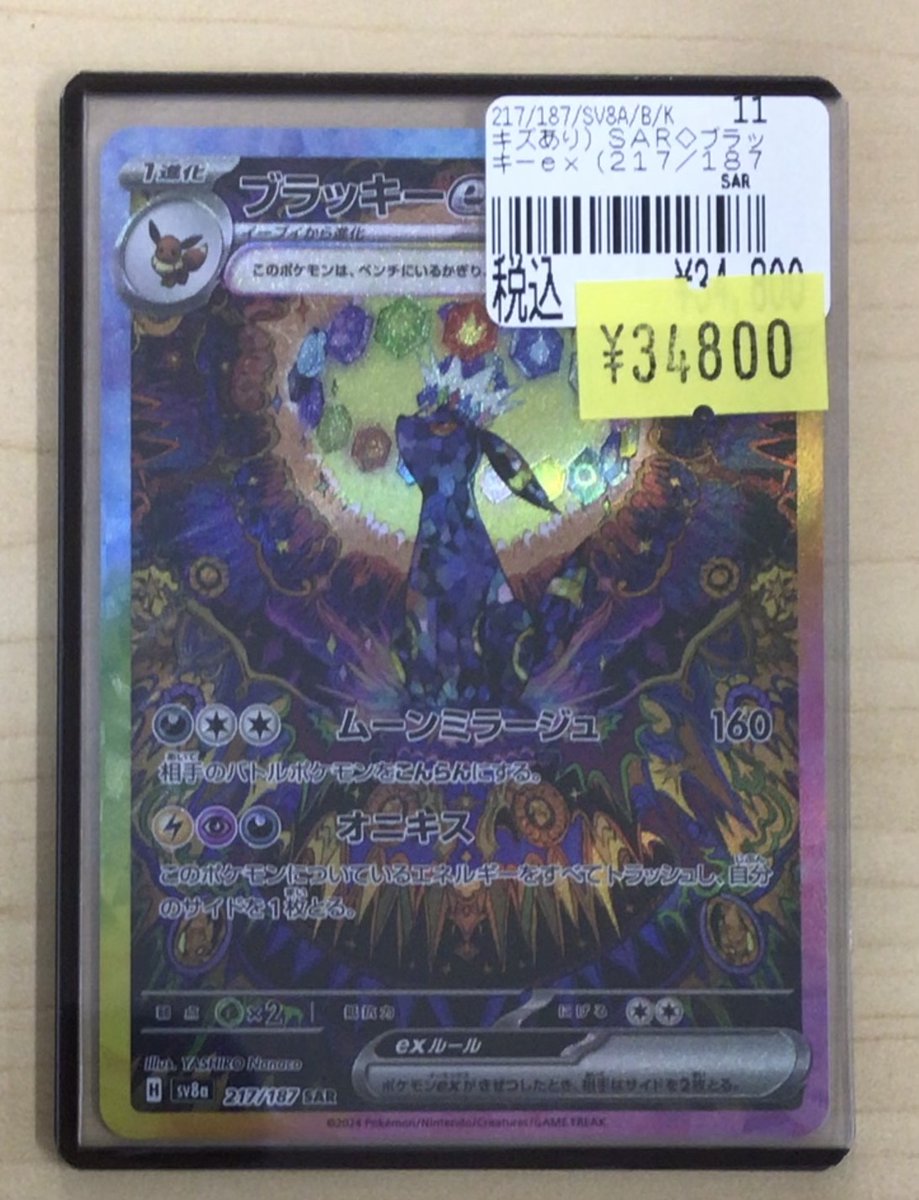 217/187/SV8A/B/K 11
キズあり) SAR◇ブラッ
キーex (217/187
SAR
税込 ¥34,800
¥34800
1進化
ブラッキーe
イーブイから進化
このポケモンは、ベンチにいるかぎり、
ムーンミラージュ 160
相手のバトルポケモンをこんらんにする。
オニキス
このポケモンについているエネルギーをすべてトラッシュし、自分
のサイドを1枚とる。
弱点 ×2 抵抗力 にげる
exルール
ポケモンexがきぜつしたとき、相手はサイドを2枚とる。
Illus. YASHIRO Nanaco
H sv8a 217/187 SAR
©2024 Pokémon/Nintendo/Creatures/GAME FREAK